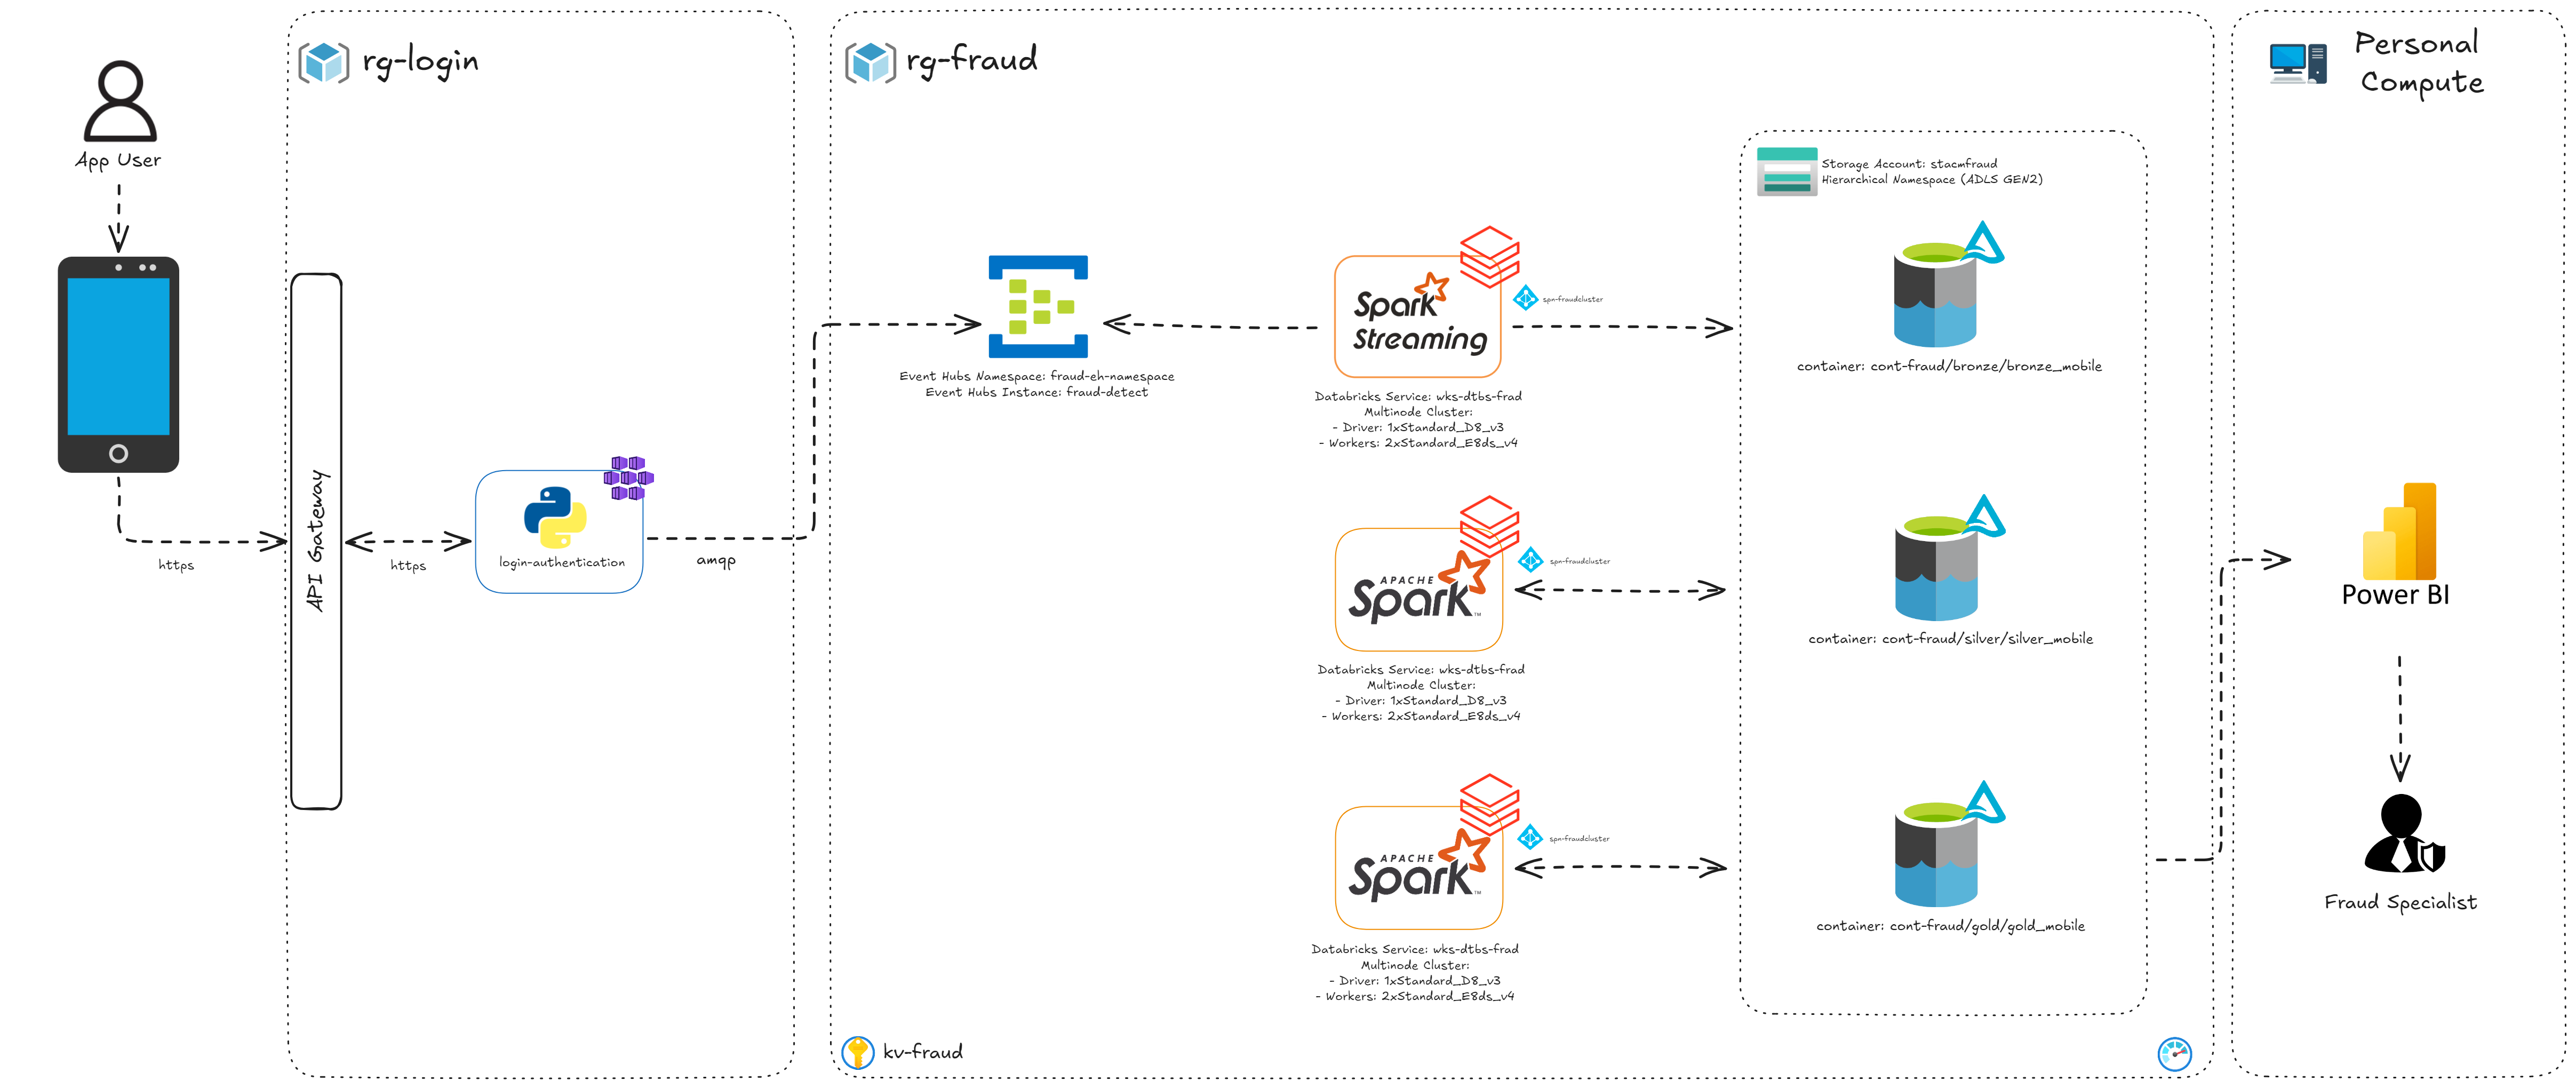 App User
https
rg-login
API Gateway
https
login-authentication
amqp
rg-fraud
Event Hubs Namespace: fraud-eh-namespace
Event Hubs Instance: fraud-detect
Spark
Streaming
spn-fraudcluster
Databricks Service: wks-dtbs-frad
Multinode Cluster:
- Driver: 1xStandard_D8_v3
- Workers: 2xStandard_E8ds_v4
APACHE
Spark™
spn-fraudcluster
Databricks Service: wks-dtbs-frad
Multinode Cluster:
- Driver: 1xStandard_D8_v3
- Workers: 2xStandard_E8ds_v4
APACHE
Spark™
spn-fraudcluster
Databricks Service: wks-dtbs-frad
Multinode Cluster:
- Driver: 1xStandard_D8_v3
- Workers: 2xStandard_E8ds_v4
Storage Account: stacmfraud
Hierarchical Namespace (ADLS GEN2)
container: cont-fraud/bronze/bronze_mobile
container: cont-fraud/silver/silver_mobile
container: cont-fraud/gold/gold_mobile
kv-fraud
Personal
Compute
Power BI
Fraud Specialist